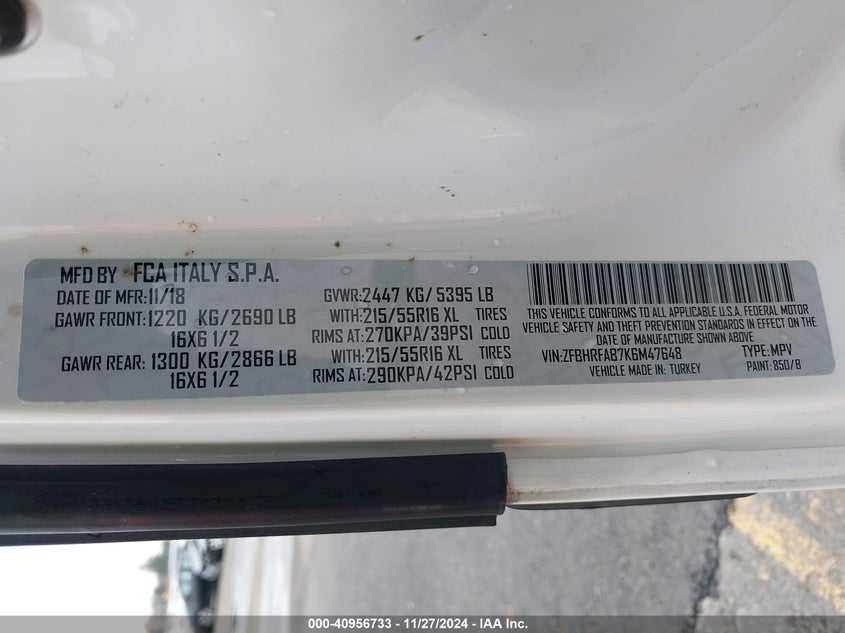 MFD BY FCA ITALY S.P.A.
DATE OF MFR:11/18
GAWR FRONT:1220 KG/2690 LB
16X6 1/2
GAWR REAR: 1300 KG/2866 LB
16X6 1/2
GVWR:2447 KG/5395 LB
WITH:215/55R16 XL TIRES
RIMS AT:270KPA/39PSI COLD
WITH:215/55R16 XL TIRES
RIMS AT:290KPA/42PSI COLD
THIS VEHICLE CONFORMS TO ALL APPLICABLE U.S.A. FEDERAL MOTOR
VEHICLE SAFETY AND THEFT PREVENTION STANDARDS IN EFFECT ON THE
DATE OF MANUFACTURE SHOWN ABOVE
VIN:ZFBHRFAB7K6M47648 TYPE:MPV
VEHICLE MADE IN: TURKEY PAINT: 850/B
000-40956733 - 11/27/2024 - IAA Inc.